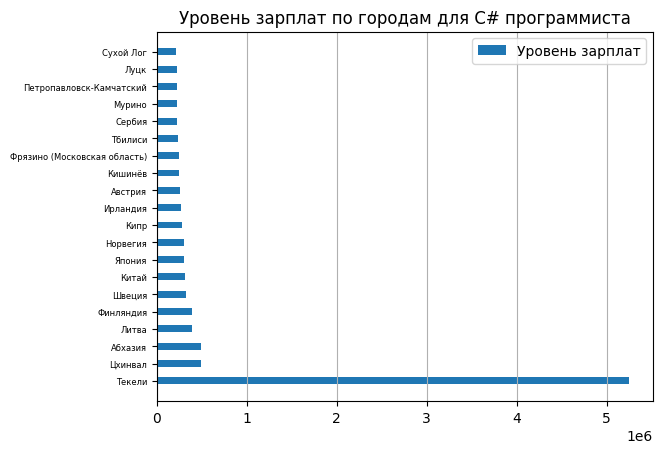 Уровень зарплат по городам для C# программиста
Уровень зарплат
Сухой Лог
Луцк
Петропавловск-Камчатский
Мурино
Сербия
Тбилиси
Фрязино (Московская область)
Кишинёв
Австрия
Ирландия
Кипр
Норвегия
Япония
Китай
Швеция
Финляндия
Литва
Абхазия
Цхинвал
Текели
0 1 2 3 4 5
1e6